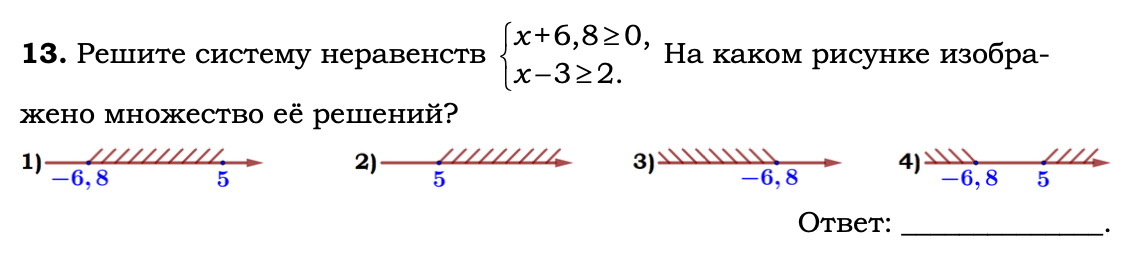 13. Решите систему неравенств { x+6,8≥0, На каком рисунке изобра-
x−3≥2.
жено множество её решений?
1) −6,8 5 2) 5 3) −6,8 4) −6,8 5
Ответ: ______________.